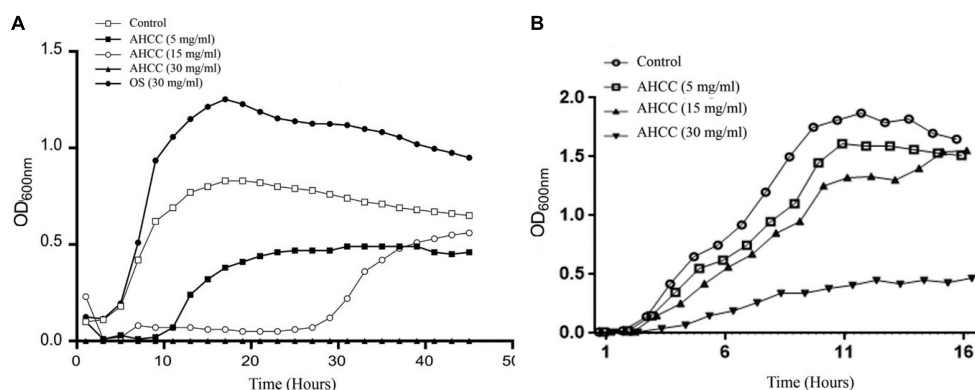 A
Control
AHCC (5 mg/ml)
AHCC (15 mg/ml)
AHCC (30 mg/ml)
OS (30 mg/ml)
1.5
1.0
0.5
0.0
OD600nm
0 10 20 30 40 50
Time (Hours)
B
Control
AHCC (5 mg/ml)
AHCC (15 mg/ml)
AHCC (30 mg/ml)
2.0
1.5
1.0
0.5
0.0
OD600nm
1 6 11 16
Time (Hours)